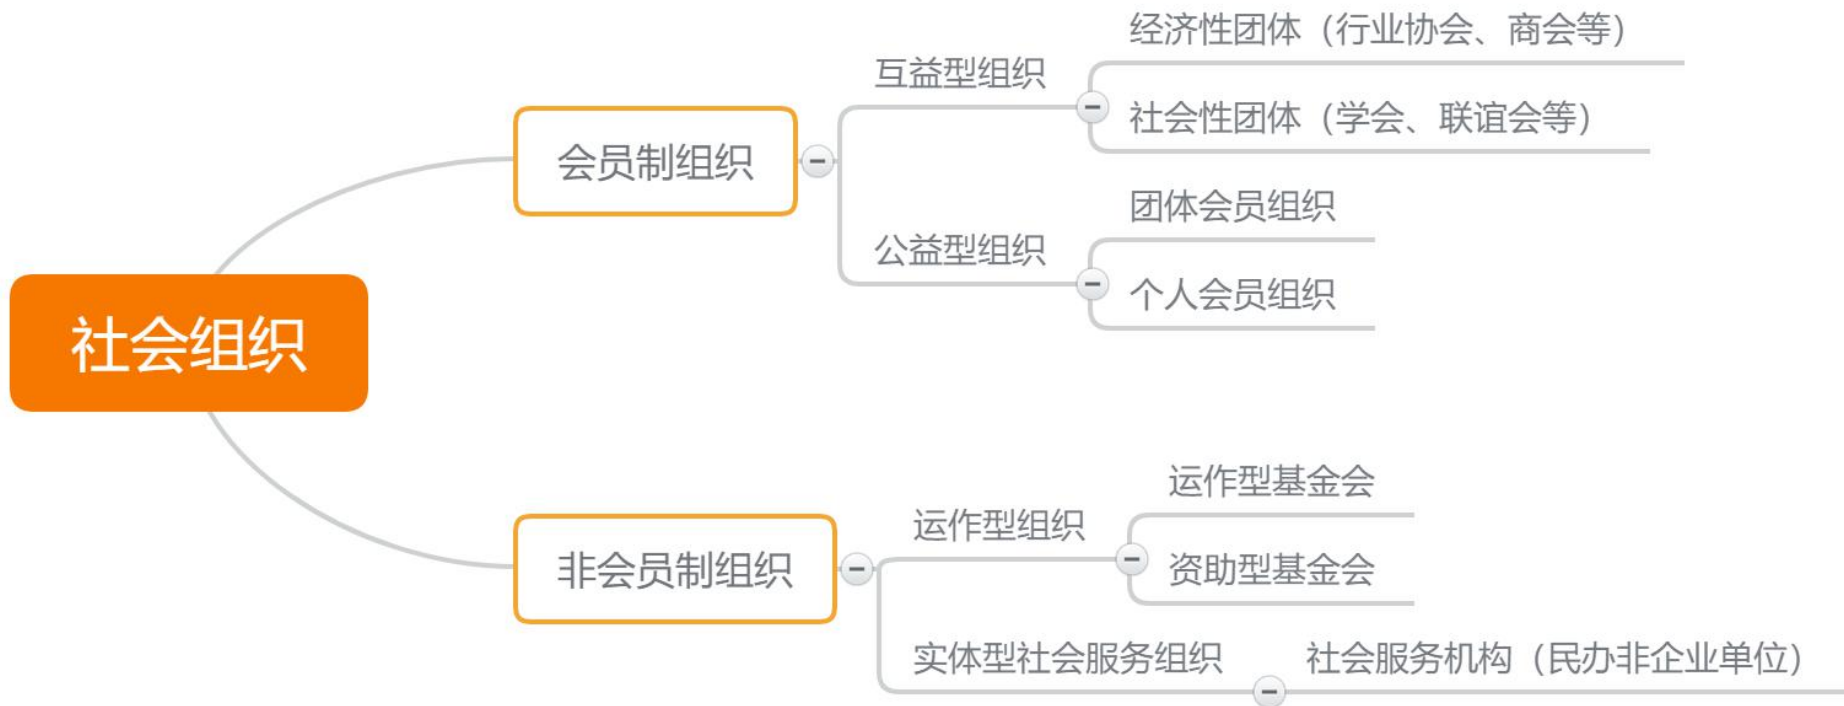 社会组织
会员制组织
互益型组织
经济性团体（行业协会、商会等）
社会性团体（学会、联谊会等）
公益型组织
团体会员组织
个人会员组织
非会员制组织
运作型组织
运作型基金会
资助型基金会
实体型社会服务组织
社会服务机构（民办非企业单位）